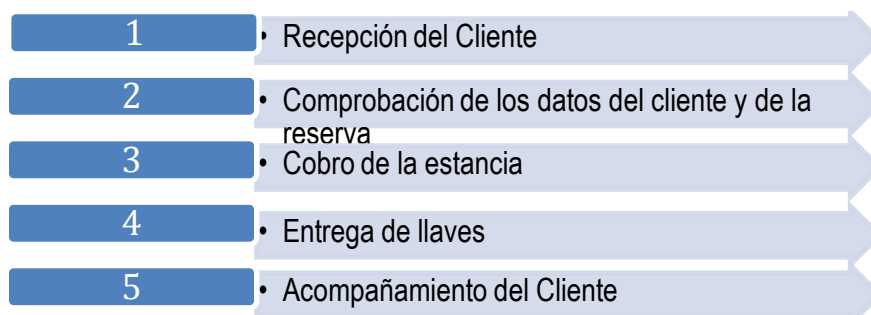 1
• Recepción del Cliente
2
• Comprobación de los datos del cliente y de la
reserva
3
• Cobro de la estancia
4
• Entrega de llaves
5
• Acompañamiento del Cliente